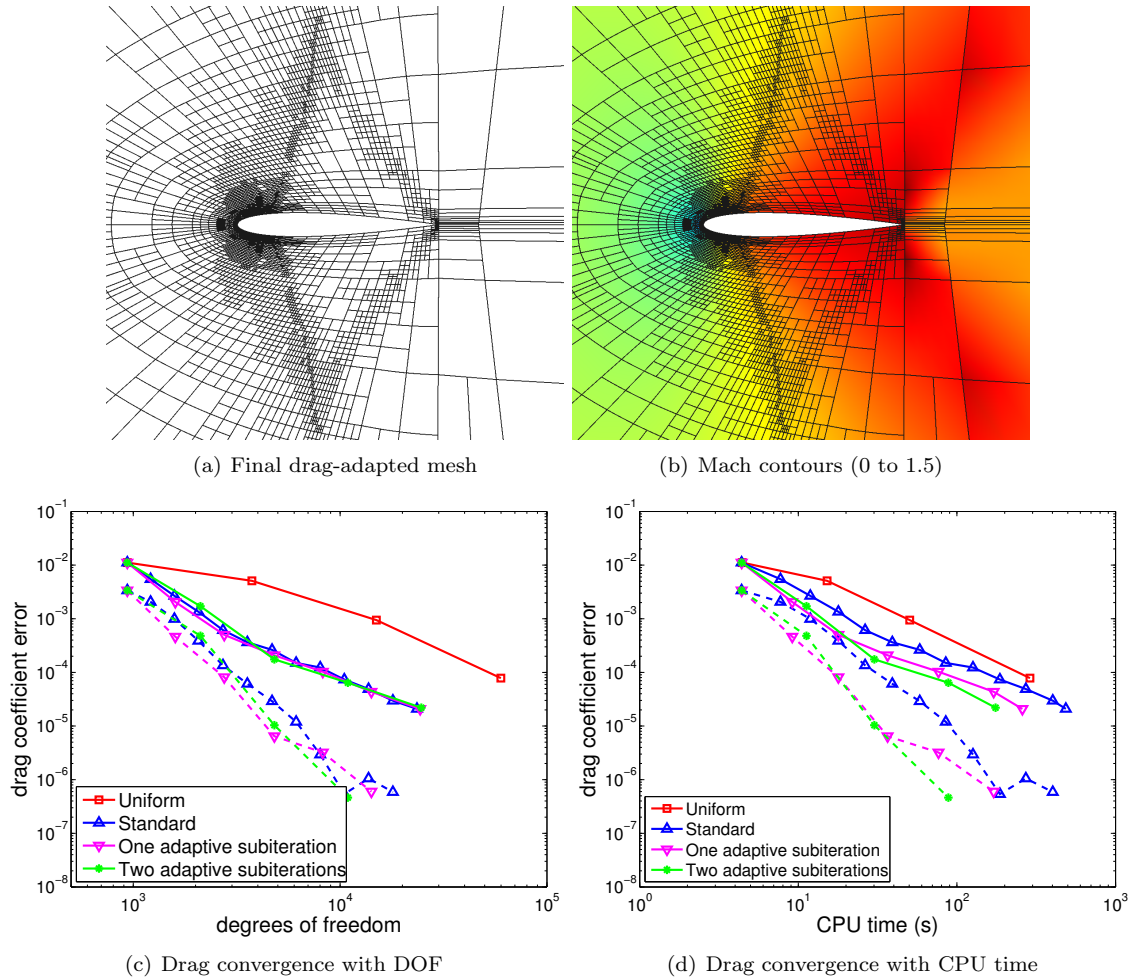 (a) Final drag-adapted mesh
(b) Mach contours (0 to 1.5)
10^-1
10^-2
10^-3
10^-4
10^-5
10^-6
10^-7
10^-8
drag coefficient error
Uniform
Standard
One adaptive subiteration
Two adaptive subiterations
10^3
10^4
10^5
degrees of freedom
(c) Drag convergence with DOF
10^-1
10^-2
10^-3
10^-4
10^-5
10^-6
10^-7
10^-8
drag coefficient error
Uniform
Standard
One adaptive subiteration
Two adaptive subiterations
10^0
10^1
10^2
10^3
CPU time (s)
(d) Drag convergence with CPU time